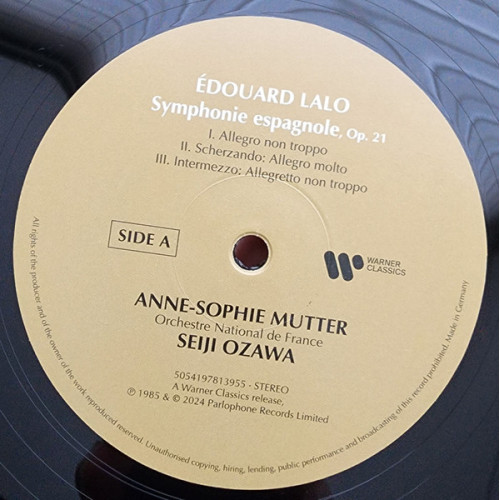 ÉDOUARD LALO
Symphonie espagnole, Op. 21
I. Allegro non troppo
II. Scherzando: Allegro molto
III. Intermezzo: Allegretto non troppo
SIDE A
WARNER
CLASSICS
ANNE-SOPHIE MUTTER
Orchestre National de France
SEIJI OZAWA
5054197813955 - STEREO
A Warner Classics release,
℗ 1985 & © 2024 Parlophone Records Limited
All rights of the producer and of the owner of the work reproduced reserved. Unauthorised copying, hiring, lending, public performance and broadcasting of this record prohibited. Made in Germany